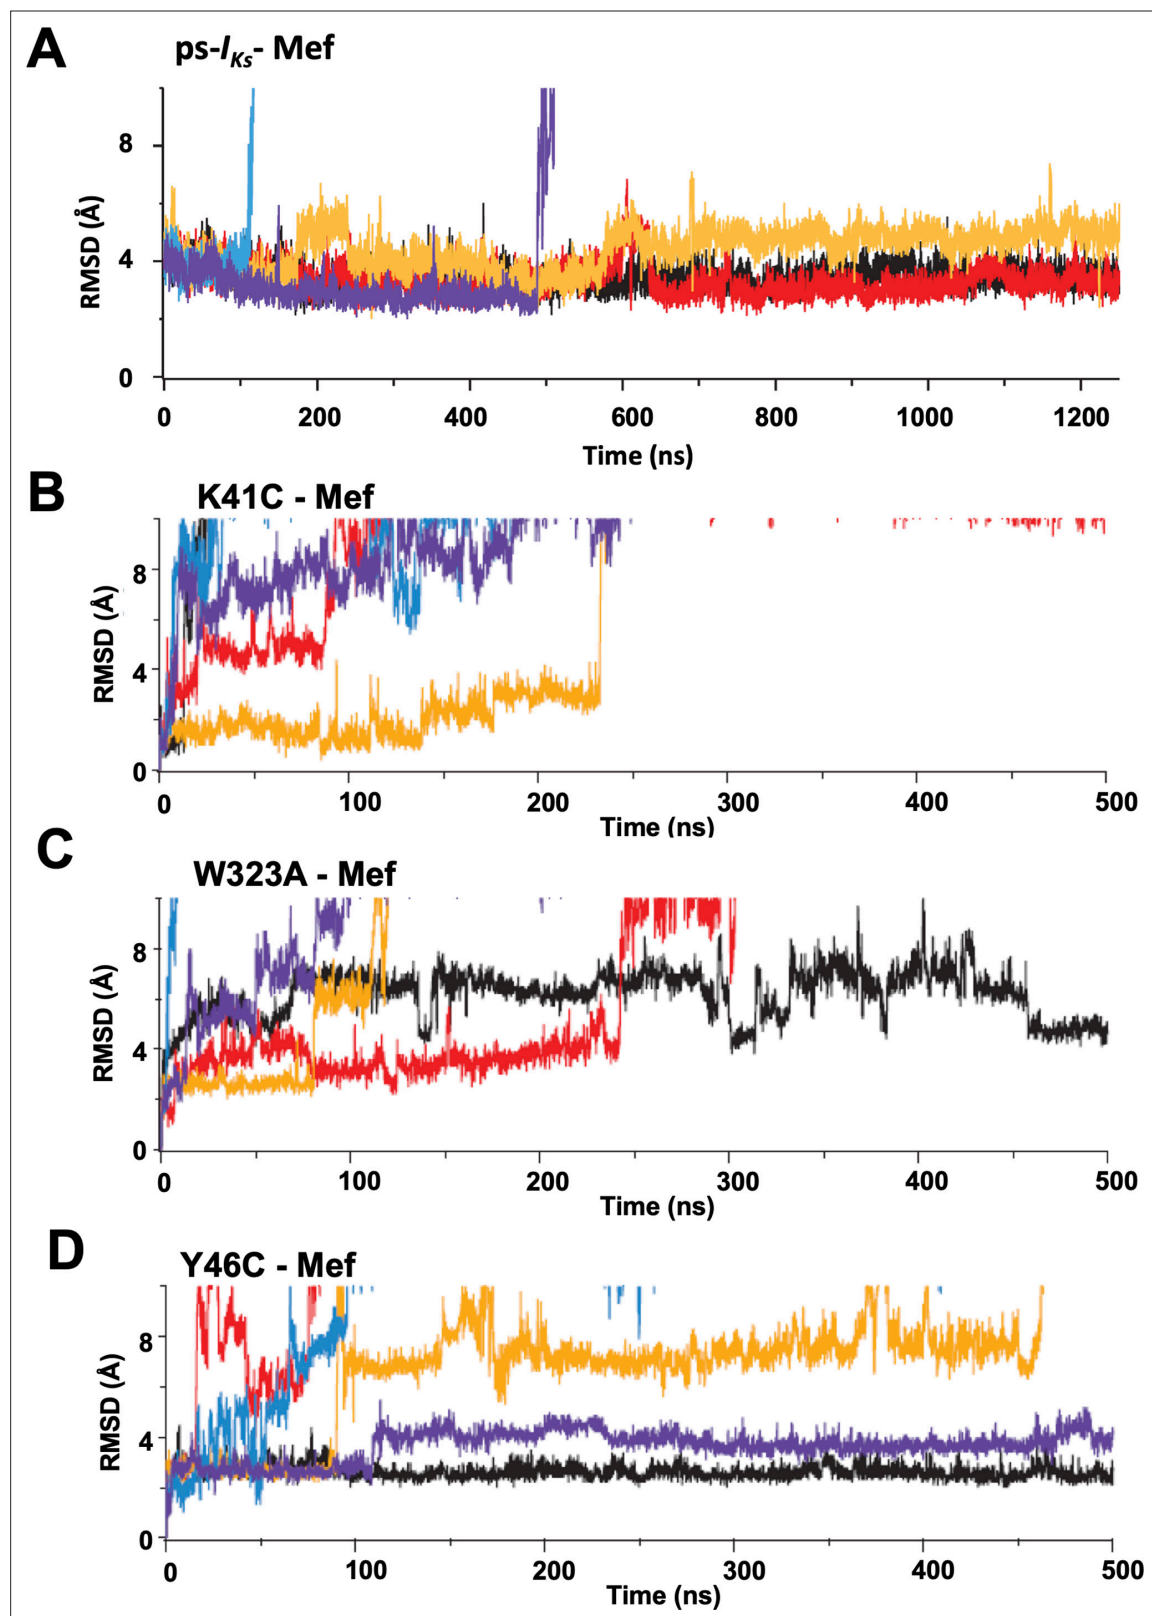 A
ps-IKs- Mef
RMSD (Å)
8
4
0
0 200 400 600 800 1000 1200
Time (ns)
B
K41C - Mef
RMSD (Å)
8
4
0
0 100 200 300 400 500
Time (ns)
C
W323A - Mef
RMSD (Å)
8
4
0
0 100 200 300 400 500
Time (ns)
D
Y46C - Mef
RMSD (Å)
8
4
0
0 100 200 300 400 500
Time (ns)